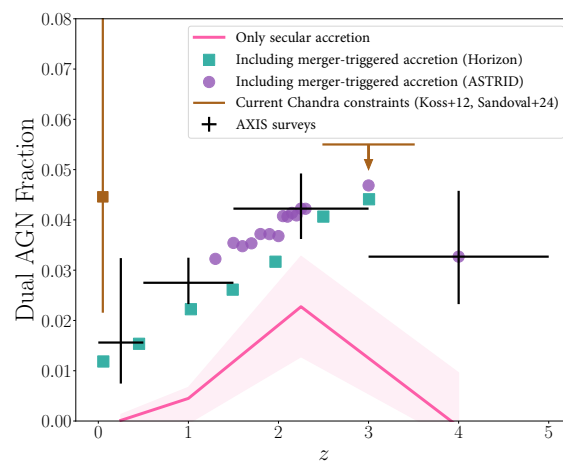 Only secular accretion
Including merger-triggered accretion (Horizon)
Including merger-triggered accretion (ASTRID)
Current Chandra constraints (Koss+12, Sandoval+24)
AXIS surveys
Dual AGN Fraction
0.08
0.07
0.06
0.05
0.04
0.03
0.02
0.01
0.00
0 1 2 3 4 5
z